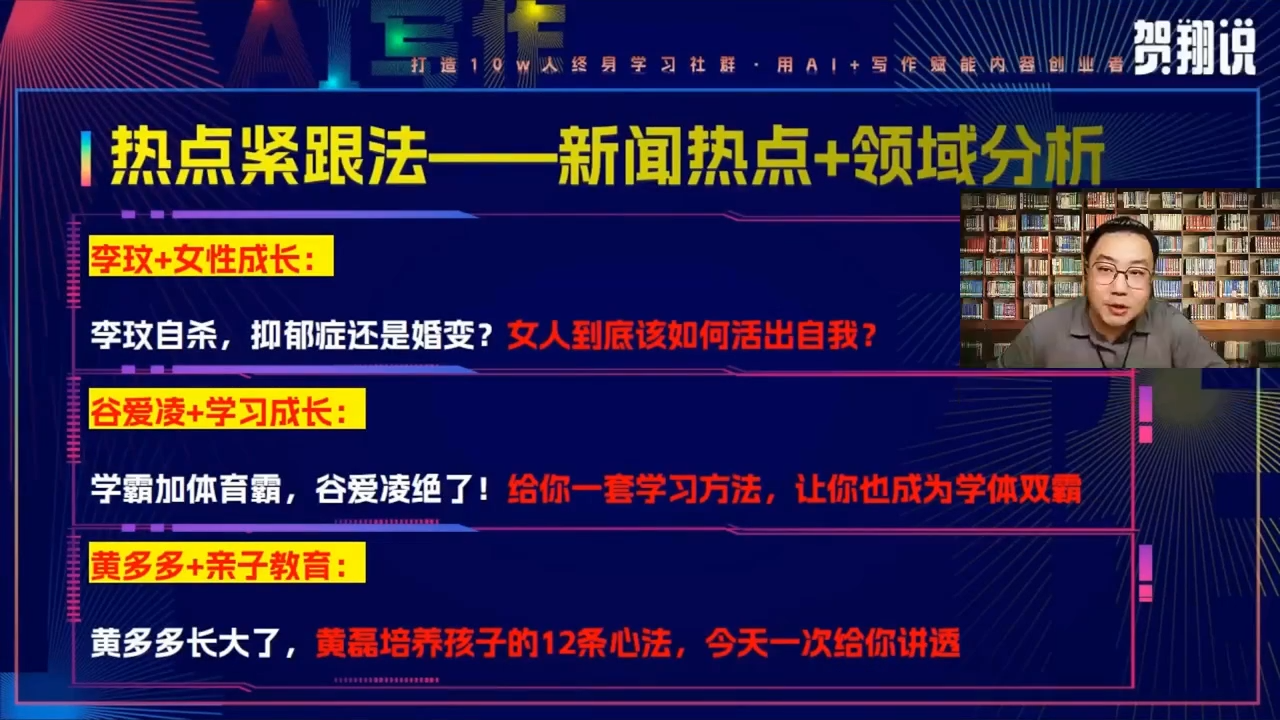 AI写作
打造10w人终身学习社群·用AI+写作赋能内容创业者
贺翔说
热点紧跟法——新闻热点+领域分析
李玟+女性成长：
李玟自杀，抑郁症还是婚变？女人到底该如何活出自我？
谷爱凌+学习成长：
学霸加体育霸，谷爱凌绝了！给你一套学习方法，让你也成为学体双霸
黄多多+亲子教育：
黄多多长大了，黄磊培养孩子的12条心法，今天一次给你讲透